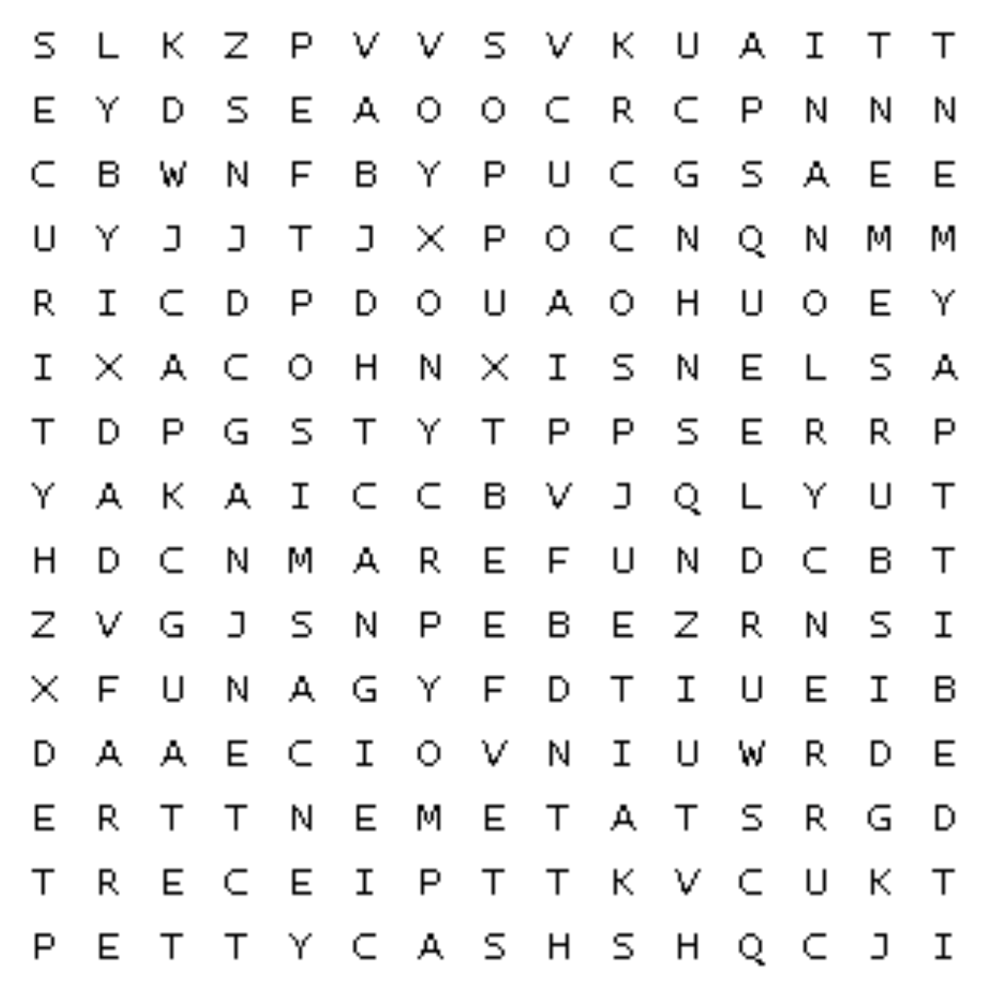 S L K Z P V V S V K U A I T T
E Y D S E A O O C R C P N N N
C B W N F B Y P U C G S A E E
U Y J J T J X P O C N Q N M M
R I C D P D O U A O H U O E Y
I X A C O H N X I S N E L S A
T D P G S T Y T P P S E R R P
Y A K A I C C B V J Q L Y U T
H D C N M A R E F U N D C B T
Z V G J S N P E B E Z R N S I
X F U N A G Y F D T I U E I B
D A A E C I O V N I U W R D E
E R T T N E M E T A T S R G D
T R E C E I P T T K V C U K T
P E T T Y C A S H S H Q C J I